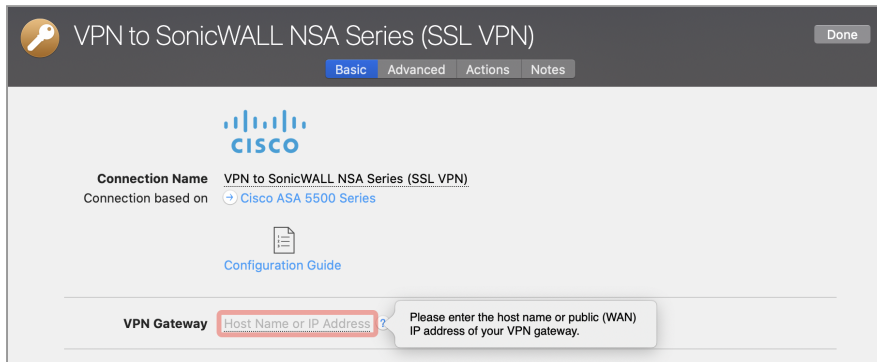 VPN to SonicWALL NSA Series (SSL VPN)
Done
Basic Advanced Actions Notes
CISCO
Connection Name VPN to SonicWALL NSA Series (SSL VPN)
Connection based on Cisco ASA 5500 Series
Configuration Guide
VPN Gateway Host Name or IP Address ? Please enter the host name or public (WAN)
IP address of your VPN gateway.